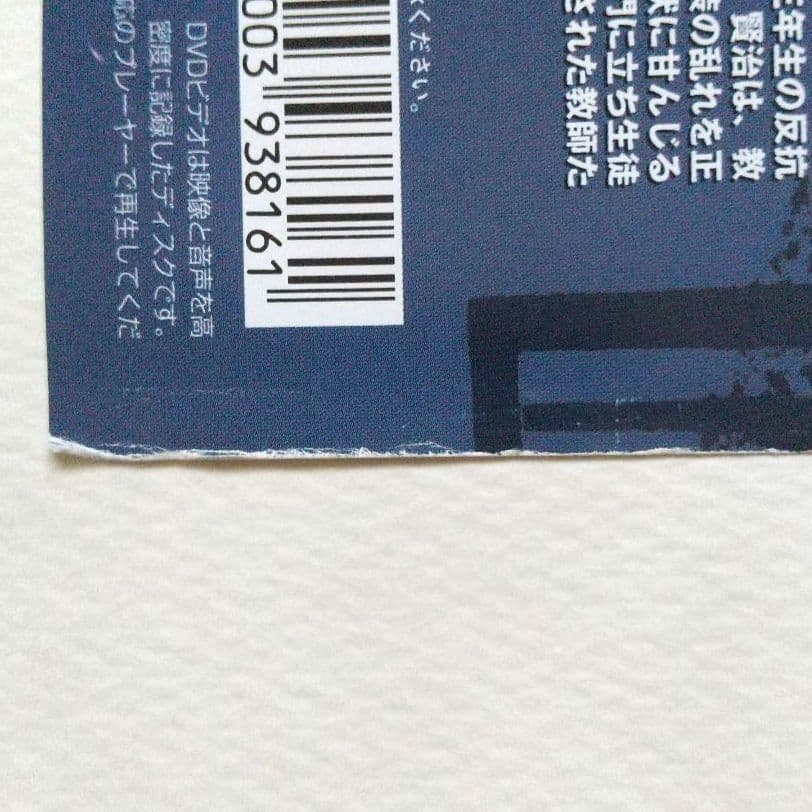 年生の反抗
賢治は、教
の乱れを正
状に甘んじる
門に立ち生徒
された教師た
ください。
003 938161
DVDビデオは映像と音声を高
密度に記録したディスクです。
応のプレーヤーで再生してくだ